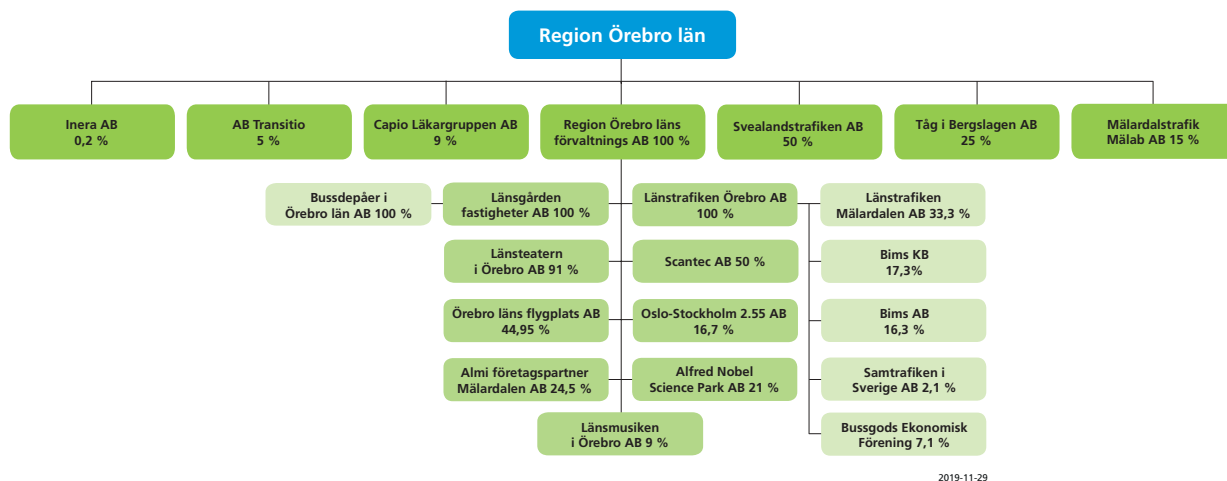 Region Örebro län
Inera AB
0,2 %
AB Transitio
5 %
Capio Läkargruppen AB
9 %
Region Örebro läns
förvaltnings AB 100 %
Svealandstrafiken AB
50 %
Tåg i Bergslagen AB
25 %
Mälardalstrafik
Mälab AB 15 %
Bussdepåer i
Örebro län AB 100 %
Länsgården
fastigheter AB 100 %
Länstrafiken Örebro AB
100 %
Länstrafiken
Mälardalen AB 33,3 %
Länsteatern
i Örebro AB 91 %
Scantec AB 50 %
Bims KB
17,3%
Örebro läns flygplats AB
44,95 %
Oslo-Stockholm 2.55 AB
16,7 %
Bims AB
16,3 %
Almi företagspartner
Mälardalen AB 24,5 %
Alfred Nobel
Science Park AB 21 %
Samtrafiken i
Sverige AB 2,1 %
Länsmusiken
i Örebro AB 9 %
Bussgods Ekonomisk
Förening 7,1 %
2019-11-29